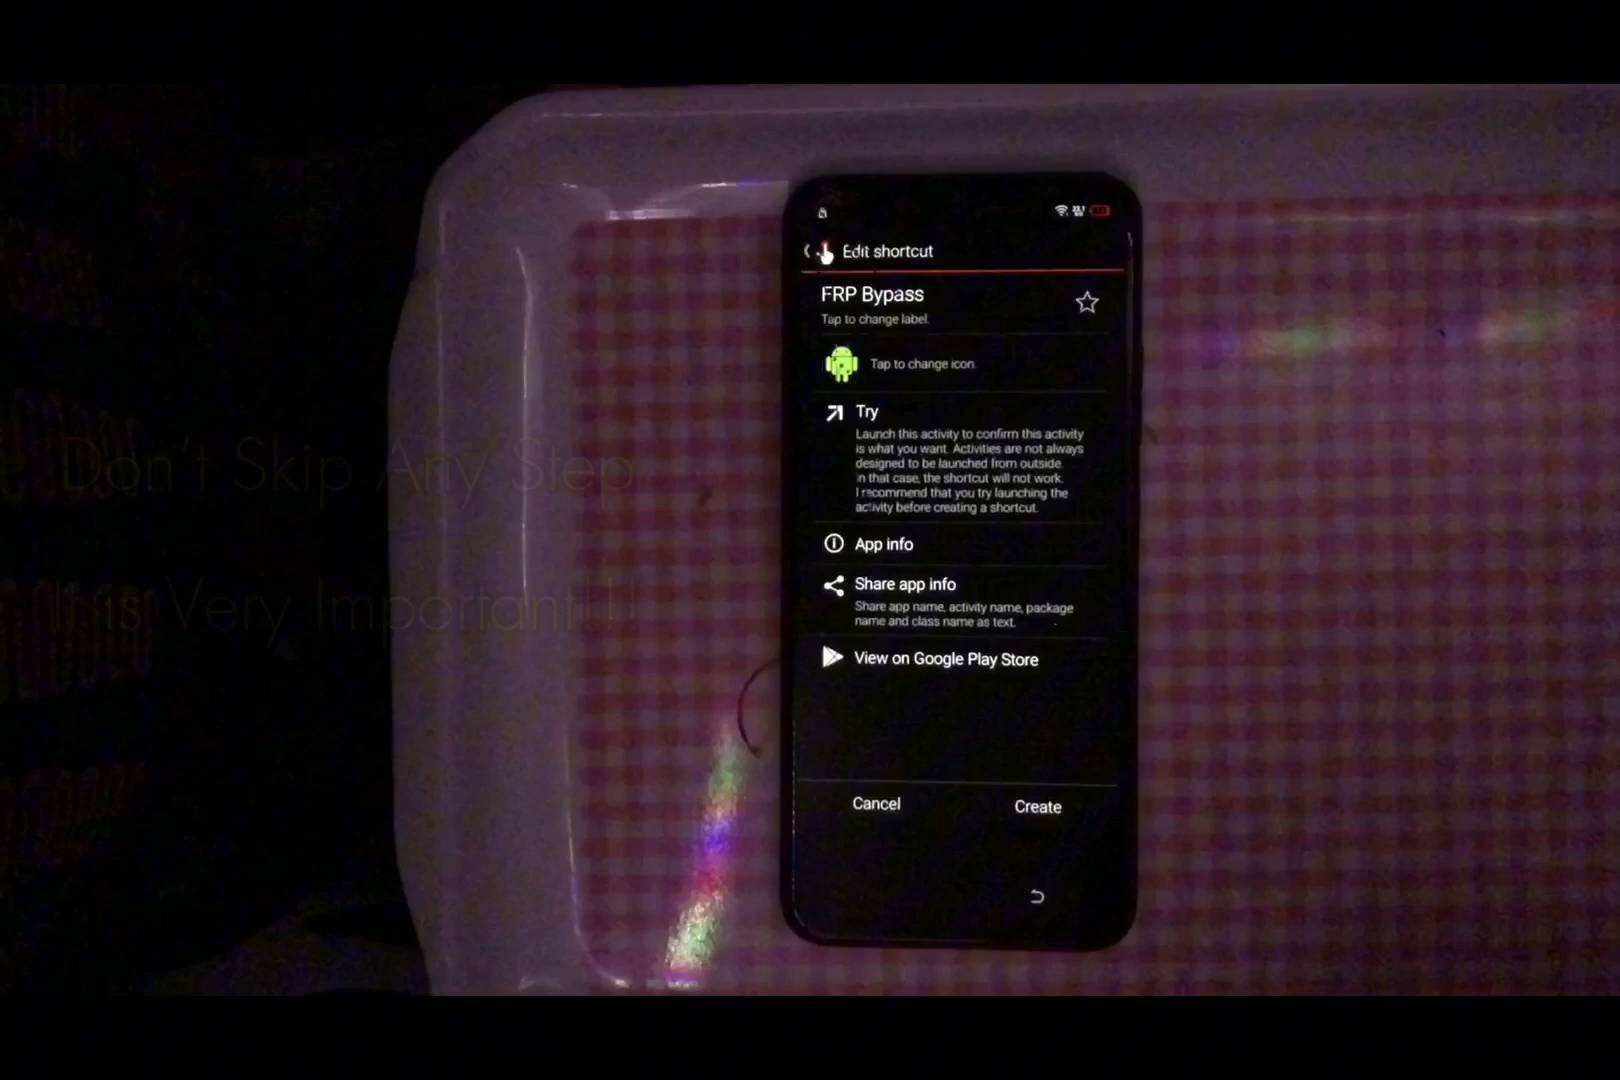 Edit shortcut
FRP Bypass
Tap to change label.
Tap to change icon.
Try
Launch this activity to confirm this activity
is what you want. Activities are not always
designed to be launched from outside.
In that case, the shortcut will not work.
I recommend that you try launching the
activity before creating a shortcut.
App info
Share app info
Share app name, activity name, package
name and class name as text.
View on Google Play Store
Cancel
Create
Don't Skip Any Step
It is Very Important !!!